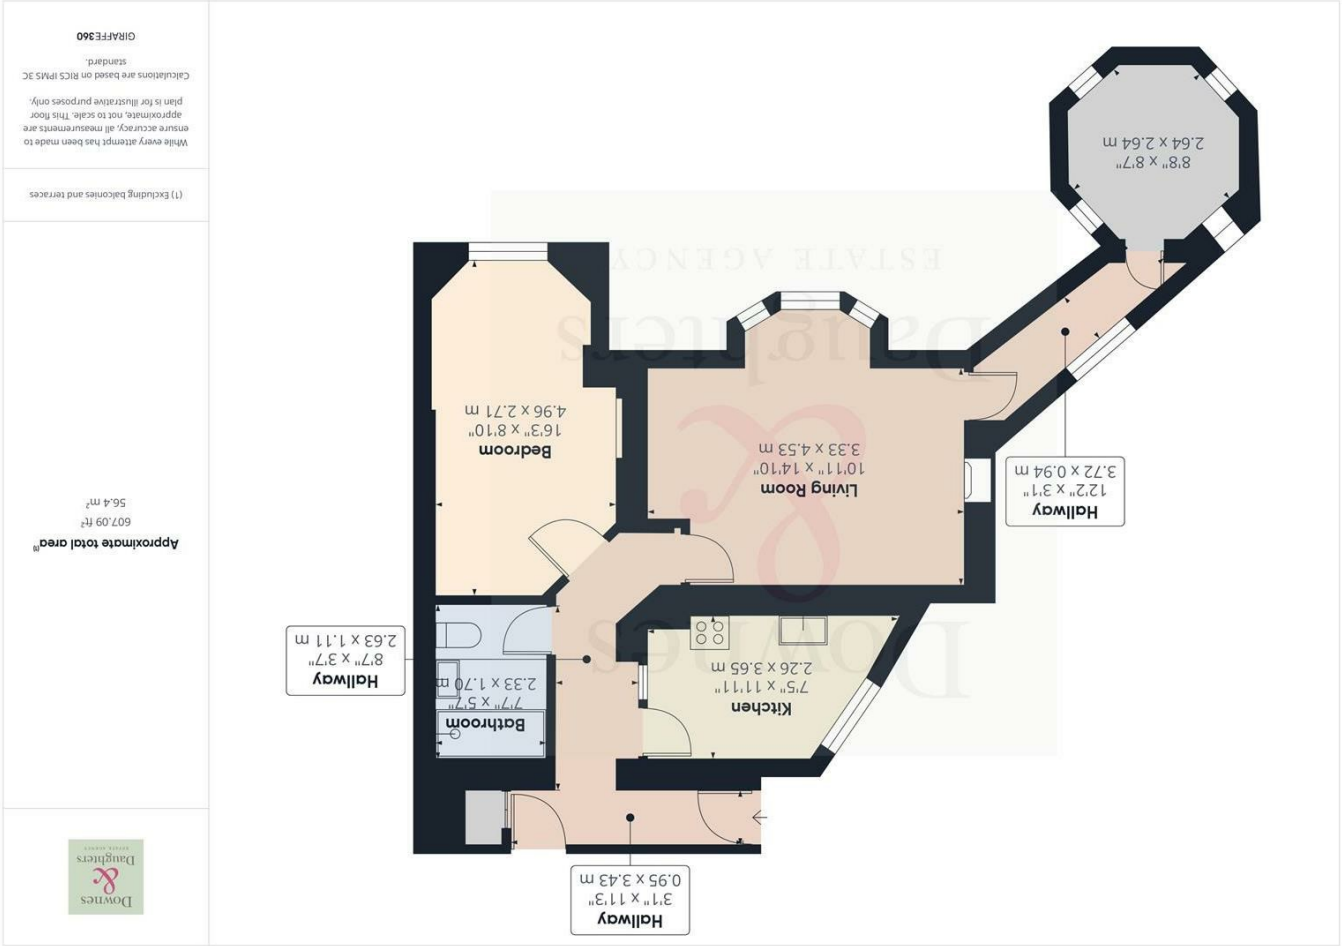 Hallway
3'1" x 11'3"
0.95 x 3.43 m
Kitchen
7'5" x 11'11"
2.26 x 3.65 m
Bathroom
7'7" x 5'7"
2.33 x 1.70 m
Hallway
8'7" x 3'7"
2.63 x 1.11 m
Hallway
12'2" x 3'1"
3.72 x 0.94 m
Living Room
10'11" x 14'10"
3.33 x 4.53 m
Bedroom
16'3" x 8'10"
4.96 x 2.71 m
8'8" x 8'7"
2.64 x 2.64 m
Downes
&
Daughters
ESTATE AGENCY
Downes
&
Daughters
ESTATE AGENCY
Approximate total area(1)
607.09 ft²
56.4 m²
(1) Excluding balconies and terraces
While every attempt has been made to
ensure accuracy, all measurements are
approximate, not to scale. This floor
plan is for illustrative purposes only.
Calculations are based on RICS IPMS 3C
standard.
GIRAFFE360